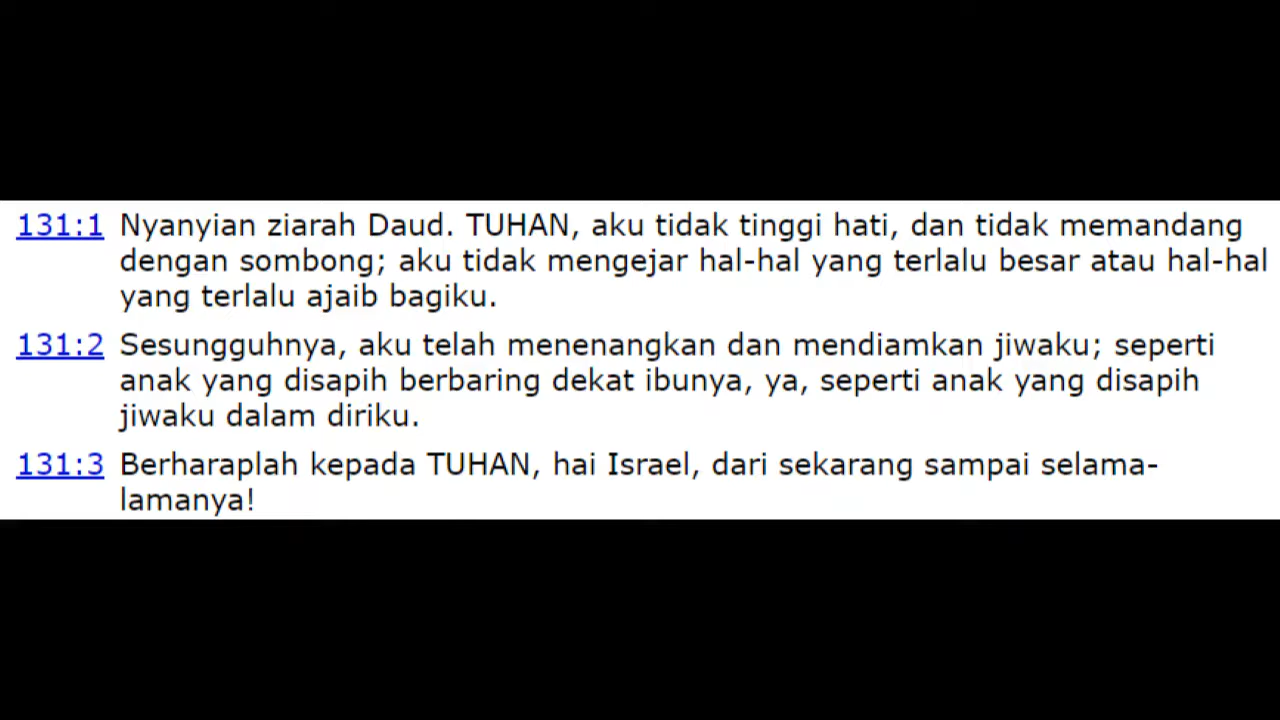 131:1 Nyanyian ziarah Daud. TUHAN, aku tidak tinggi hati, dan tidak memandang
dengan sombong; aku tidak mengejar hal-hal yang terlalu besar atau hal-hal
yang terlalu ajaib bagiku.
131:2 Sesungguhnya, aku telah menenangkan dan mendiamkan jiwaku; seperti
anak yang disapih berbaring dekat ibunya, ya, seperti anak yang disapih
jiwaku dalam diriku.
131:3 Berharaplah kepada TUHAN, hai Israel, dari sekarang sampai selama-
lamanya!